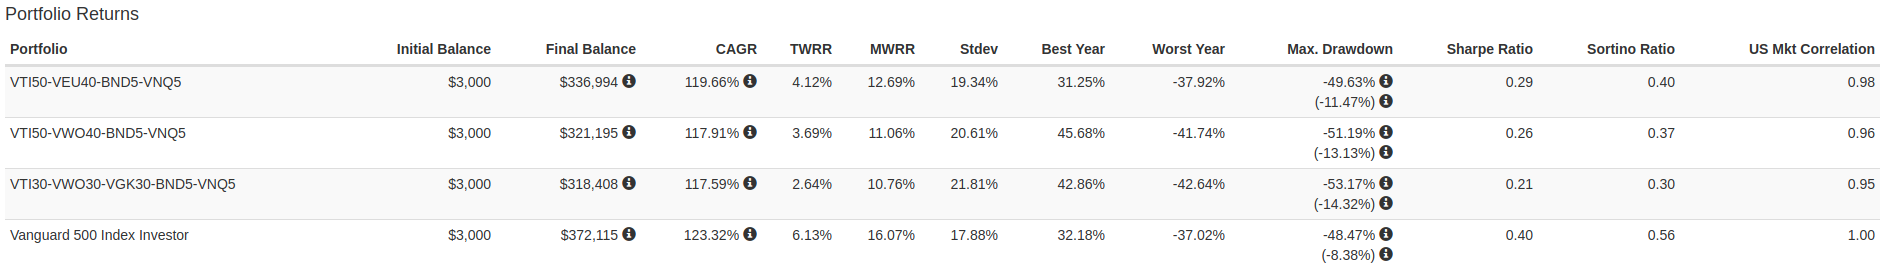 Portfolio Returns
Portfolio Initial Balance Final Balance CAGR TWRR MWRR Stdev Best Year Worst Year Max. Drawdown Sharpe Ratio Sortino Ratio US Mkt Correlation
VTI50-VEU40-BND5-VNQ5 $3,000 $336,994 119.66% 4.12% 12.69% 19.34% 31.25% -37.92% -49.63% 0.29 0.40 0.98
(-11.47%)
VTI50-VWO40-BND5-VNQ5 $3,000 $321,195 117.91% 3.69% 11.06% 20.61% 45.68% -41.74% -51.19% 0.26 0.37 0.96
(-13.13%)
VTI30-VWO30-VGK30-BND5-VNQ5 $3,000 $318,408 117.59% 2.64% 10.76% 21.81% 42.86% -42.64% -53.17% 0.21 0.30 0.95
(-14.32%)
Vanguard 500 Index Investor $3,000 $372,115 123.32% 6.13% 16.07% 17.88% 32.18% -37.02% -48.47% 0.40 0.56 1.00
(-8.38%)